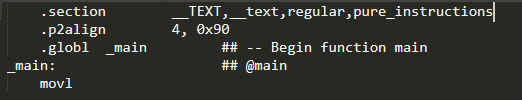 .section __TEXT,__text,regular,pure_instructions
.p2align 4, 0x90
.globl _main ## -- Begin function main
_main: ## @main
movl